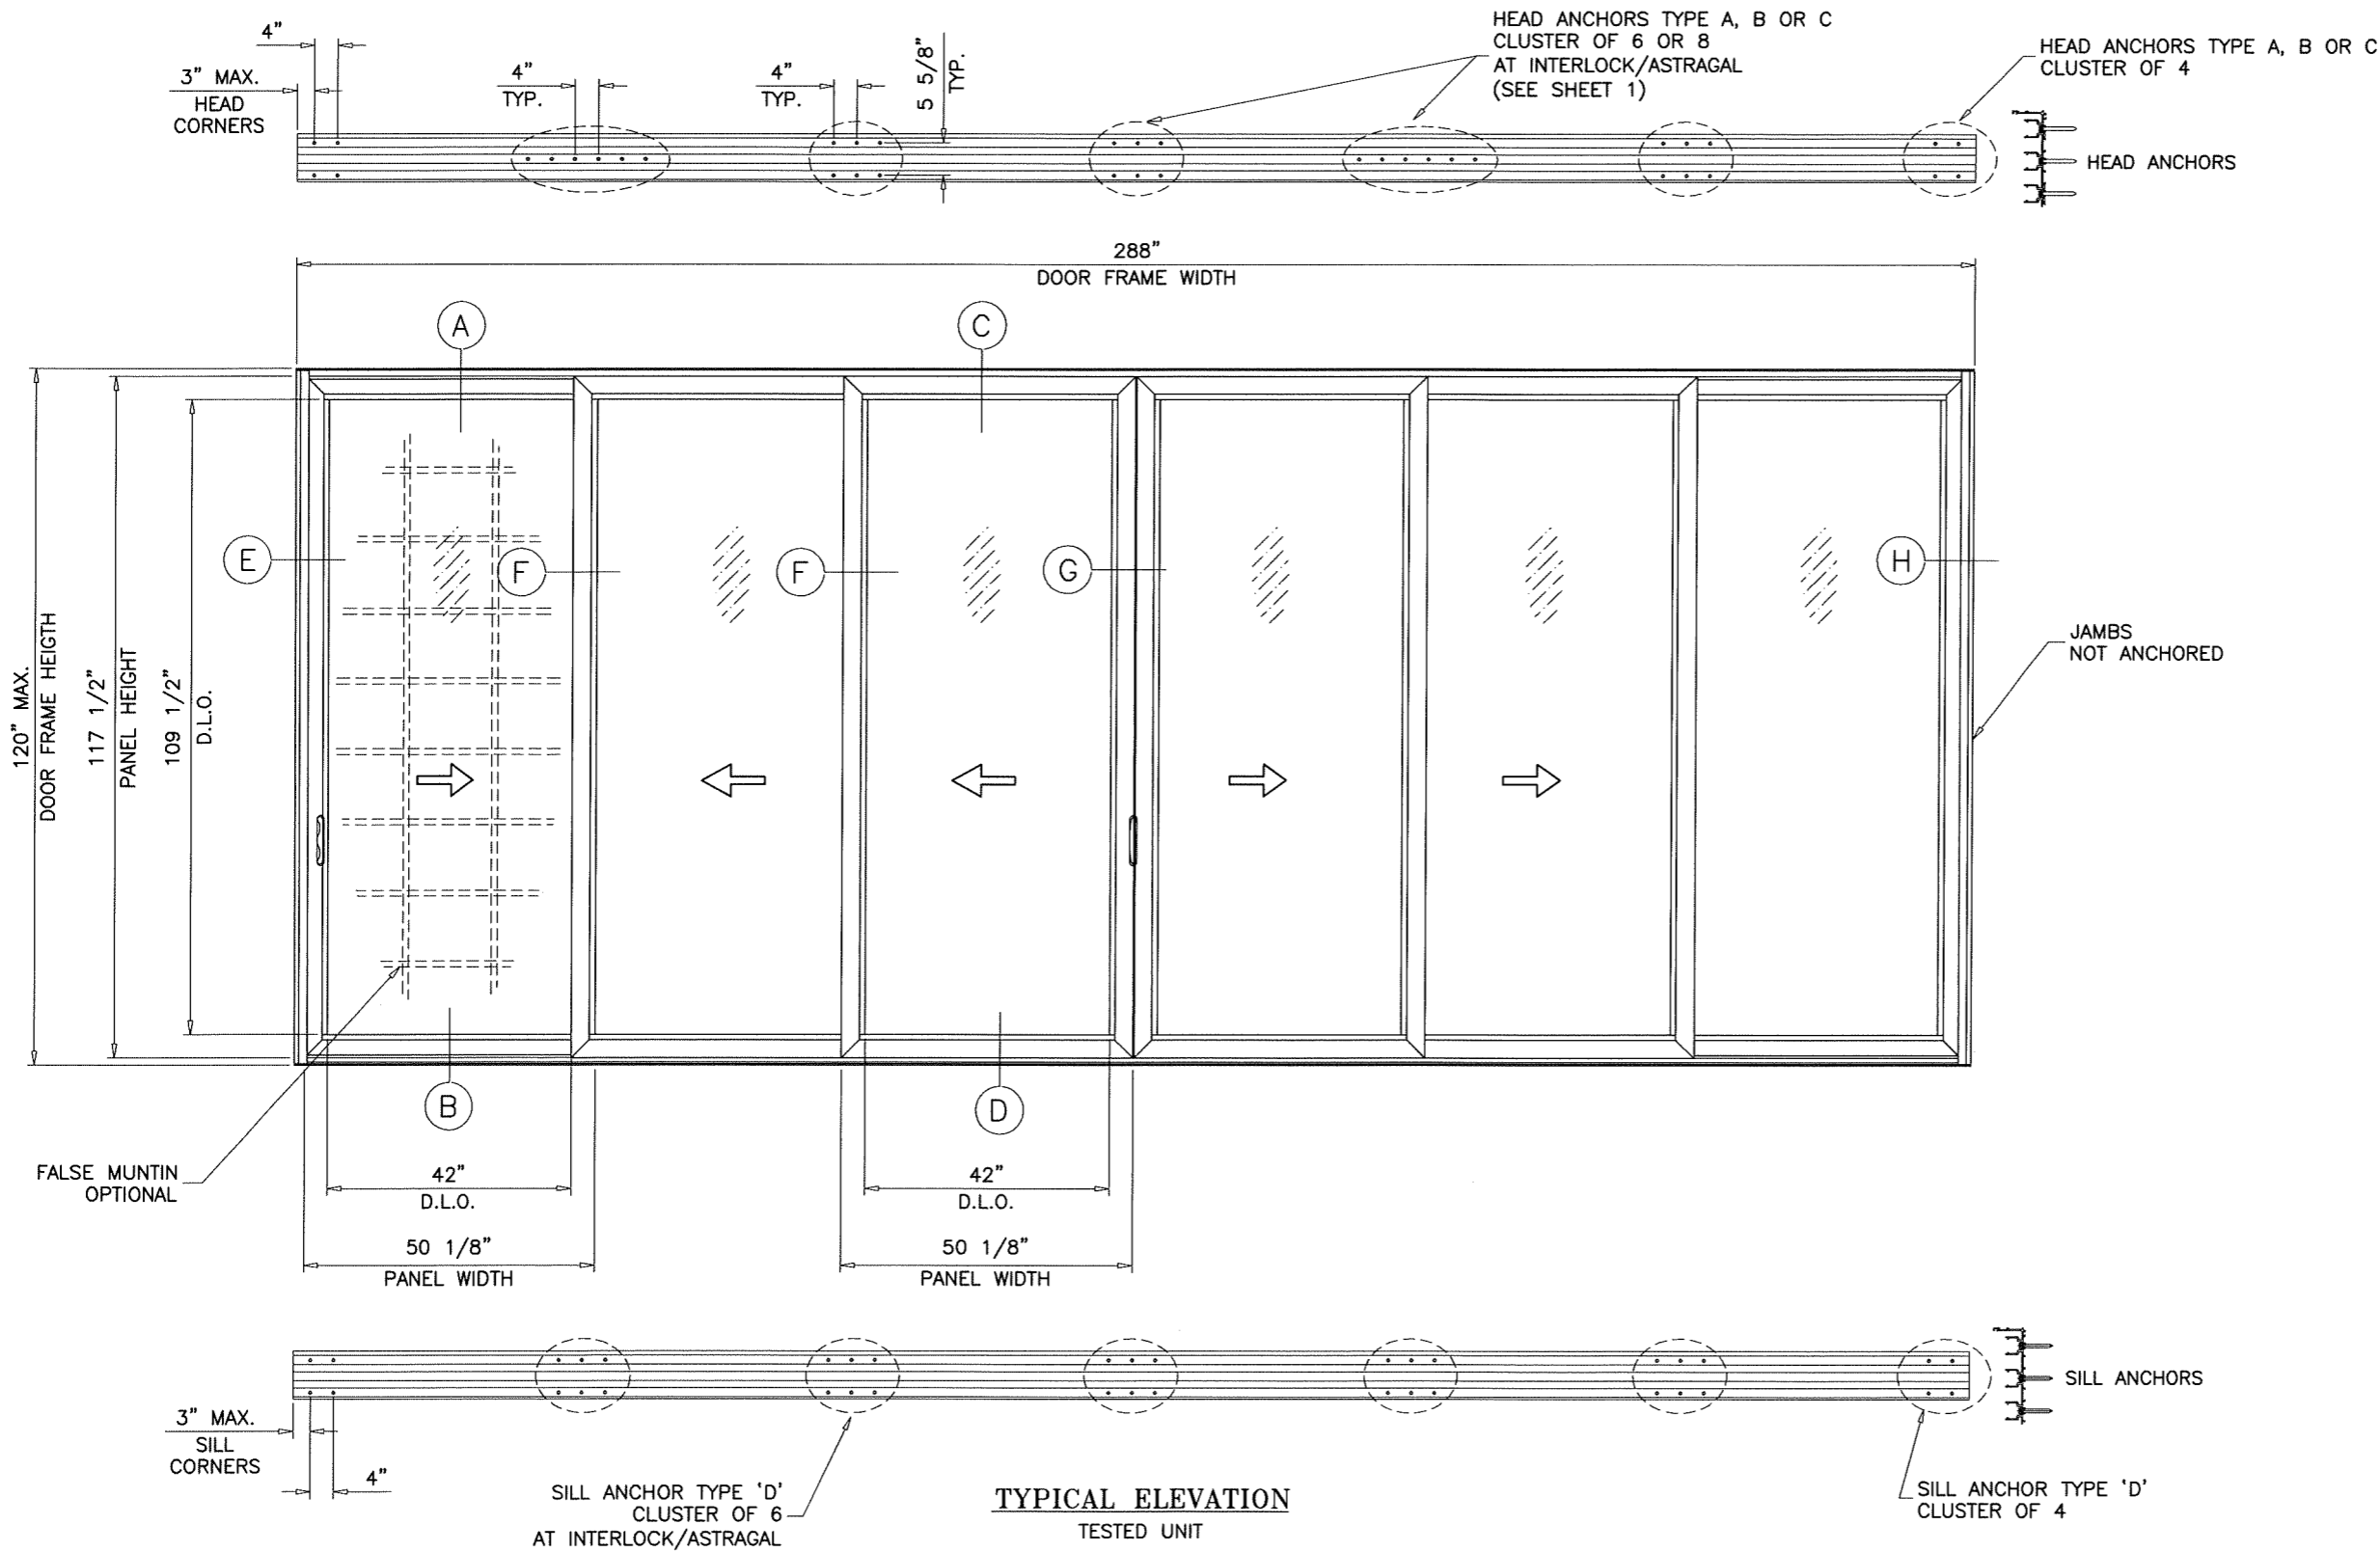 4"
3" MAX.
HEAD
CORNERS
4"
TYP.
4"
TYP.
5 5/8"
TYP.
HEAD ANCHORS TYPE A, B OR C
CLUSTER OF 6 OR 8
AT INTERLOCK/ASTRAGAL
(SEE SHEET 1)
HEAD ANCHORS TYPE A, B OR C
CLUSTER OF 4
HEAD ANCHORS
288"
DOOR FRAME WIDTH
A
C
E
F
F
G
H
120" MAX.
DOOR FRAME HEIGTH
117 1/2"
PANEL HEIGHT
109 1/2"
D.L.O.
JAMBS
NOT ANCHORED
B
D
FALSE MUNTIN
OPTIONAL
42"
D.L.O.
42"
D.L.O.
50 1/8"
PANEL WIDTH
50 1/8"
PANEL WIDTH
SILL ANCHORS
3" MAX.
SILL
CORNERS
4"
SILL ANCHOR TYPE 'D'
CLUSTER OF 6
AT INTERLOCK/ASTRAGAL
TYPICAL ELEVATION
TESTED UNIT
SILL ANCHOR TYPE 'D'
CLUSTER OF 4